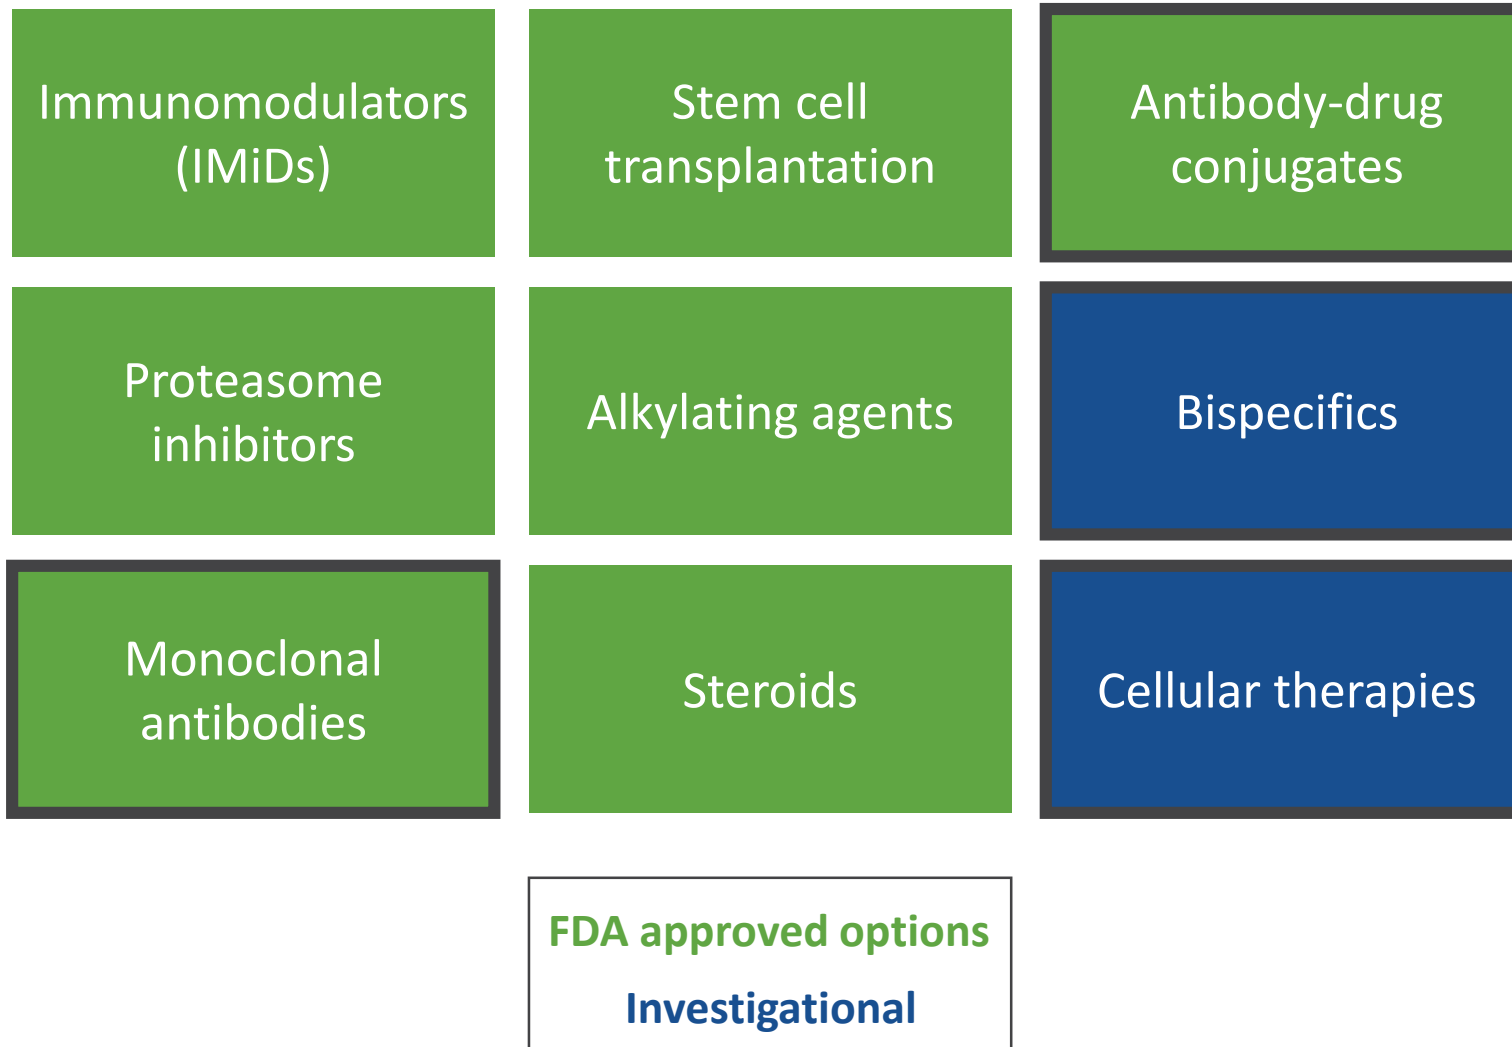 Immunomodulators
(IMiDs)
Stem cell
transplantation
Antibody-drug
conjugates
Proteasome
inhibitors
Alkylating agents
Bispecifics
Monoclonal
antibodies
Steroids
Cellular therapies
FDA approved options
Investigational